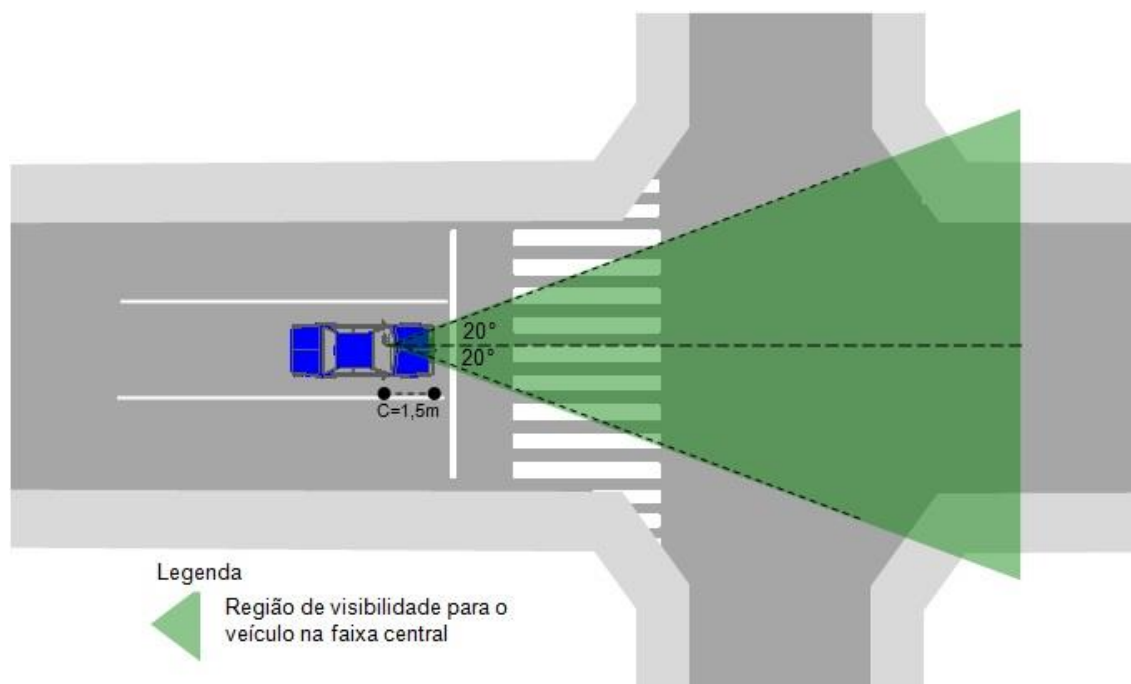 20°
20°
C=1,5m
Legenda
Região de visibilidade para o
veículo na faixa central